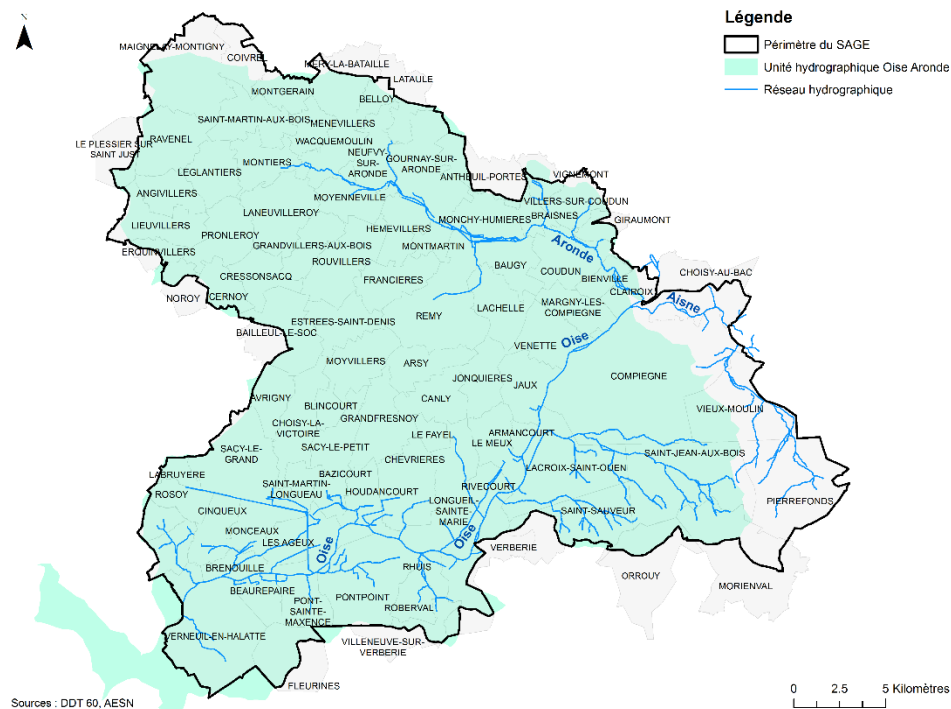 Légende
Périmètre du SAGE
Unité hydrographique Oise Aronde
Réseau hydrographique
MAIGNELAY-MONTIGNY
COIVREL
MERY-LA-BATAILLE
LATAULE
MONTGERAIN
BELLOY
SAINT-MARTIN-AUX-BOIS
MENEVILLERS
RAVENEL
WACQUEMOULIN
LE PLESSIER SUR
SAINT JUST
NEUFVY-
SUR-
ARONDE
GOURNAY-SUR-
ARONDE
MONTIERS
LEGLANTIERS
ANTHEUIL-PORTES
VIGNEMONT
ANGIVILLERS
MOYENNEVILLE
VILLERS-SUR-COUDUN
LANEUVILLEROY
MONCHY-HUMIERES
BRAISNES
GIRAUMONT
LIEUVILLERS
PRONLEROY
HEMEVILLERS
GRANDVILLERS-AUX-BOIS
MONTMARTIN
Aronde
ERQUINVILLERS
ROUVILLERS
BAUGY
COUDUN
CHOISY-AU-BAC
CRESSONSACQ
FRANCIERES
BIENVILLE
NOROY
CERNOY
CLAIROIX
Aisne
LACHELLE
MARGNY-LES-
COMPIEGNE
REMY
ESTREES-SAINT-DENIS
BAILLEUL-LE-SOC
VENETTE
Oise
MOYVILLERS
ARSY
COMPIEGNE
JONQUIERES
JAUX
AVRIGNY
CANLY
BLINCOURT
VIEUX-MOULIN
CHOISY-LA-
VICTOIRE
GRANDFRESNOY
LE FAYEL
ARMANCOURT
LE MEUX
SACY-LE-
GRAND
SACY-LE-PETIT
SAINT-JEAN-AUX-BOIS
CHEVRIERES
LACROIX-SAINT-OUEN
LABRUYERE
BAZICOURT
SAINT-MARTIN-
LONGUEAU
ROSOY
HOUDANCOURT
RIVECOURT
LONGUEIL-
SAINTE-
MARIE
PIERREFONDS
CINQUEUX
SAINT-SAUVEUR
MONCEAUX
LES AGEUX
Oise
Oise
VERBERIE
BRENOUILLE
RHUIS
ORROUY
MORIENVAL
BEAUREPAIRE
PONT-
SAINTE-
MAXENCE
PONTPOINT
ROBERVAL
VERNEUIL-EN-HALATTE
VILLENEUVE-SUR-
VERBERIE
FLEURINES
0 2.5 5 Kilomètres
Sources : DDT 60, AESN